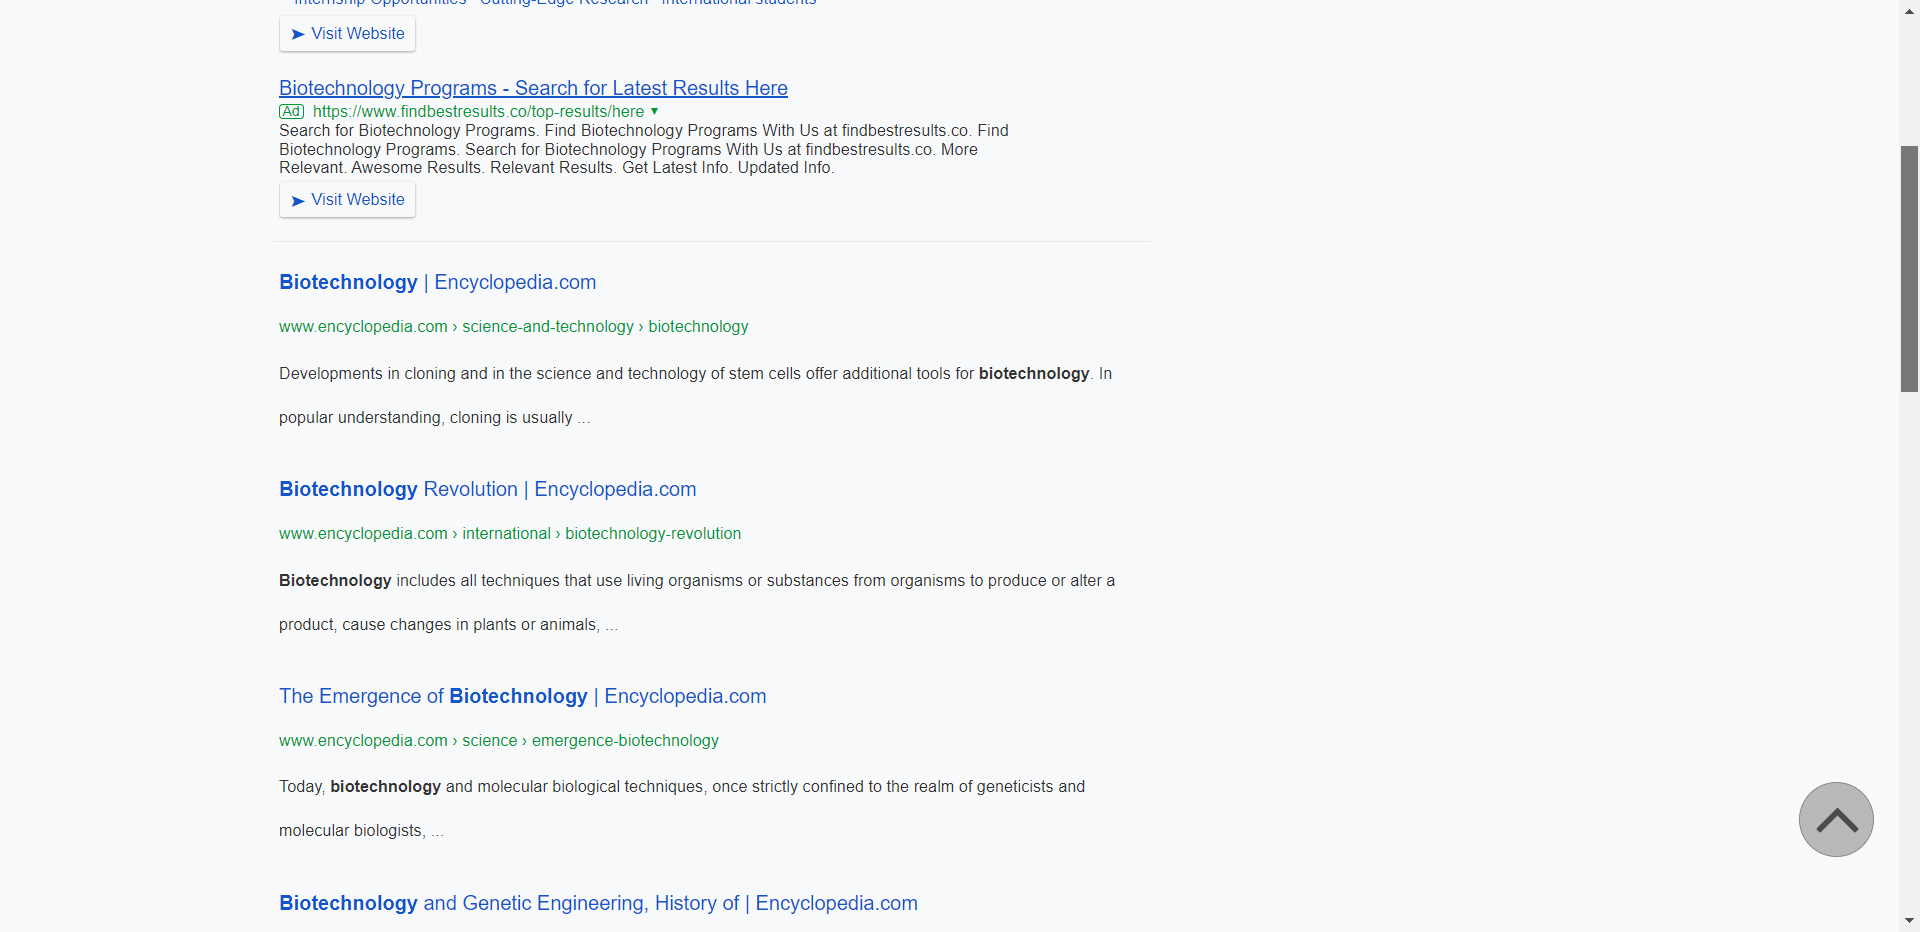 Internship Opportunities · Cutting-Edge Research · International students
➤ Visit Website
Biotechnology Programs - Search for Latest Results Here
Ad https://www.findbestresults.co/top-results/here ▼
Search for Biotechnology Programs. Find Biotechnology Programs With Us at findbestresults.co. Find
Biotechnology Programs. Search for Biotechnology Programs With Us at findbestresults.co. More
Relevant. Awesome Results. Relevant Results. Get Latest Info. Updated Info.
➤ Visit Website
Biotechnology | Encyclopedia.com
www.encyclopedia.com › science-and-technology › biotechnology
Developments in cloning and in the science and technology of stem cells offer additional tools for biotechnology. In
popular understanding, cloning is usually ...
Biotechnology Revolution | Encyclopedia.com
www.encyclopedia.com › international › biotechnology-revolution
Biotechnology includes all techniques that use living organisms or substances from organisms to produce or alter a
product, cause changes in plants or animals, ...
The Emergence of Biotechnology | Encyclopedia.com
www.encyclopedia.com › science › emergence-biotechnology
Today, biotechnology and molecular biological techniques, once strictly confined to the realm of geneticists and
molecular biologists, ...
Biotechnology and Genetic Engineering, History of | Encyclopedia.com